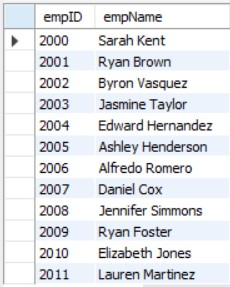 empID empName
2000 Sarah Kent
2001 Ryan Brown
2002 Byron Vasquez
2003 Jasmine Taylor
2004 Edward Hernandez
2005 Ashley Henderson
2006 Alfredo Romero
2007 Daniel Cox
2008 Jennifer Simmons
2009 Ryan Foster
2010 Elizabeth Jones
2011 Lauren Martinez